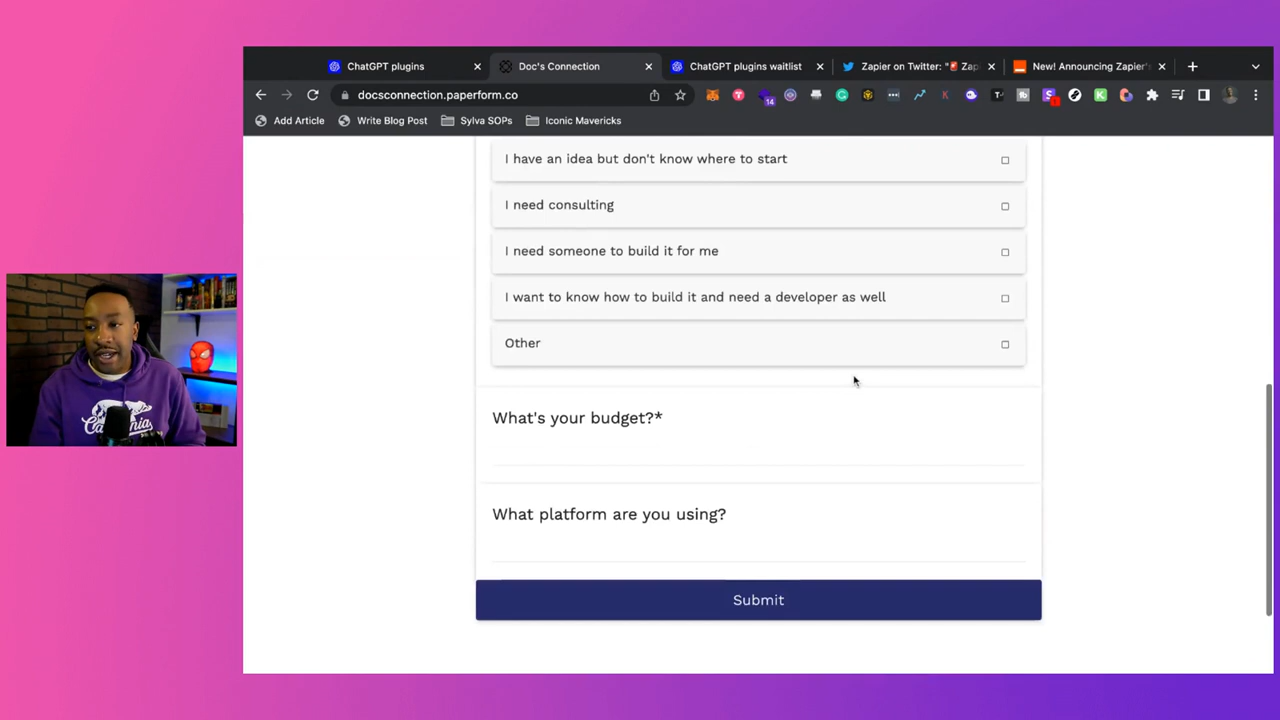 ChatGPT plugins
Doc's Connection
ChatGPT plugins waitlist
Zapier on Twitter: "🚨 Zap
New! Announcing Zapier's
docsconnection.paperform.co
14
Add Article
Write Blog Post
Sylva SOPs
Iconic Mavericks
I have an idea but don't know where to start
I need consulting
I need someone to build it for me
I want to know how to build it and need a developer as well
Other
What's your budget?*
What platform are you using?
Submit